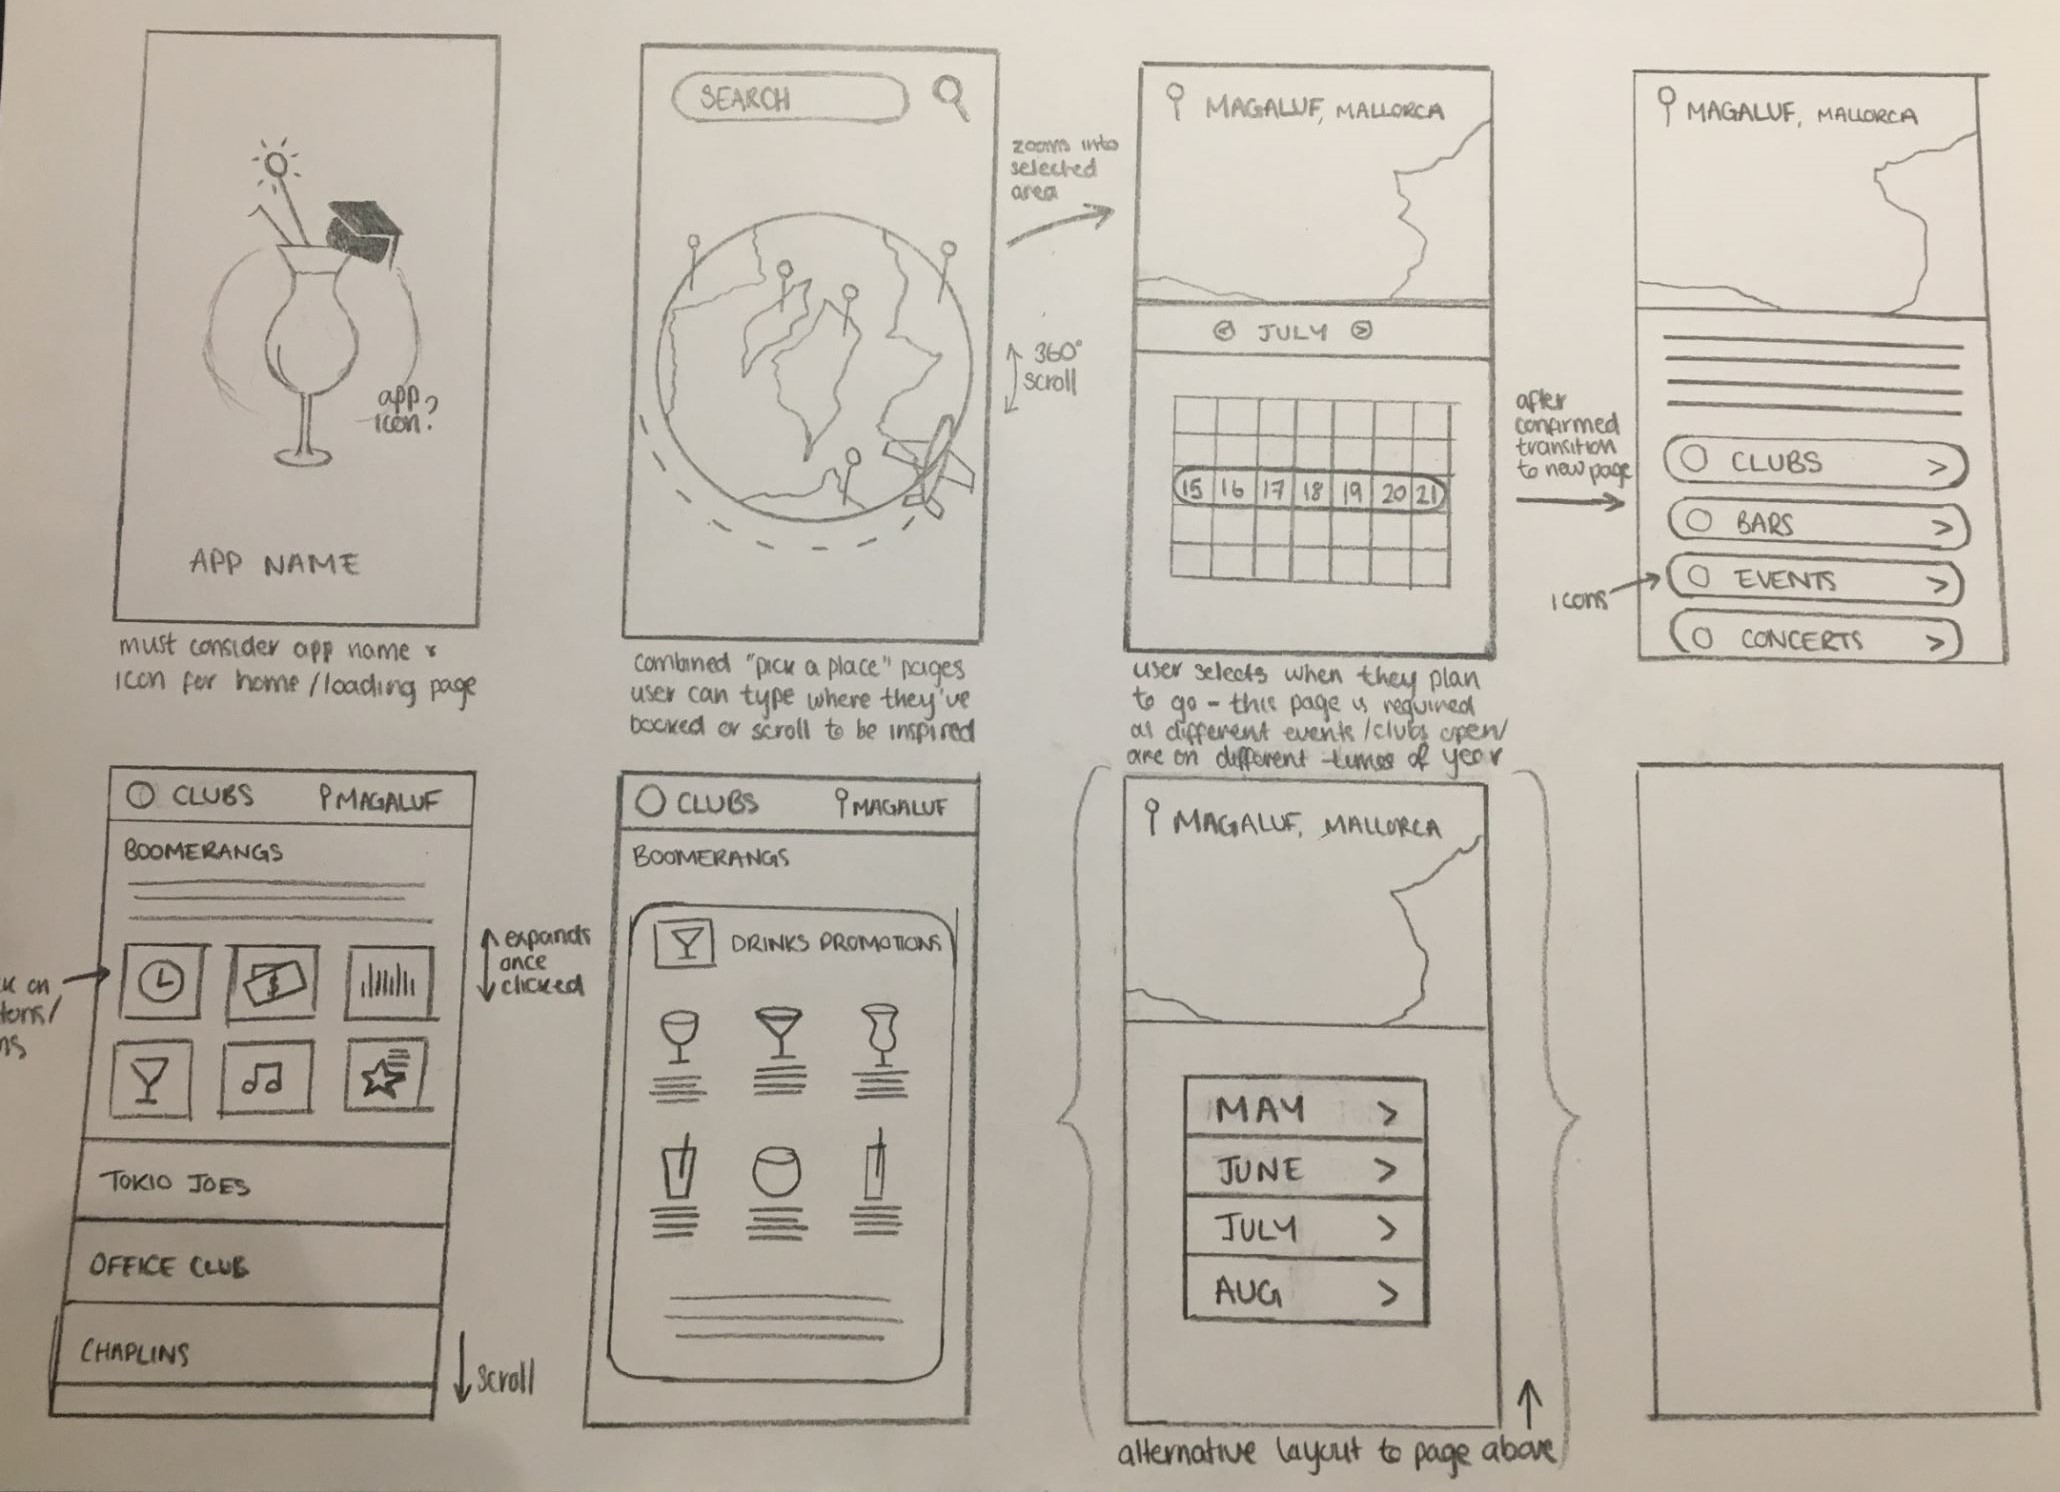 app
icon?
APP NAME
must consider app name &
icon for home/loading page
SEARCH
zooms into
selected
area
360°
scroll
combined "pick a place" pages
user can type where they've
booked or scroll to be inspired
MAGALUF, MALLORCA
JULY
15 16 17 18 19 20 21
user selects when they plan
to go - this page is required
as different events/clubs open/
are on different times of year
after
confirmed
transition
to new page
MAGALUF, MALLORCA
CLUBS >
BARS >
EVENTS >
CONCERTS >
icons
CLUBS MAGALUF
BOOMERANGS
on
$
TOKIO JOES
OFFICE CLUB
CHAPLINS
expands
once
clicked
scroll
CLUBS MAGALUF
BOOMERANGS
DRINKS PROMOTIONS
MAGALUF, MALLORCA
MAY >
JUNE >
JULY >
AUG >
alternative layout to page above